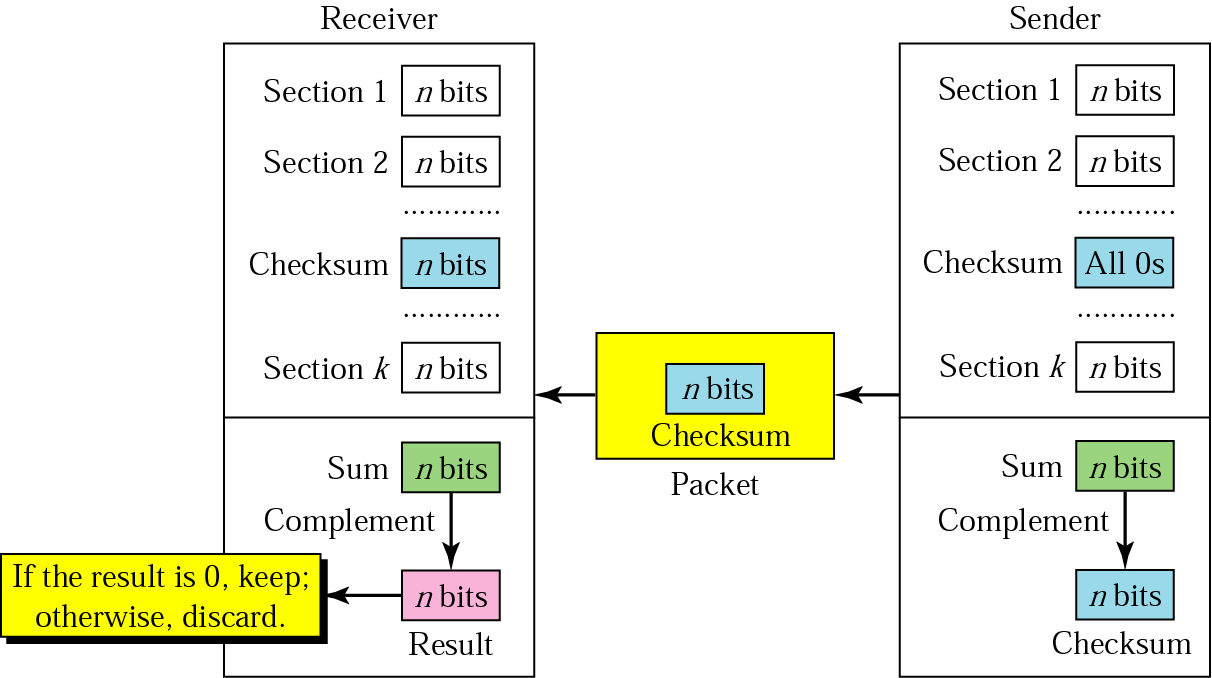 Receiver
Section 1 n bits
Section 2 n bits
............
Checksum n bits
............
Section k n bits
Sum n bits
Complement
n bits
Result
If the result is 0, keep;
otherwise, discard.
n bits
Checksum
Packet
Sender
Section 1 n bits
Section 2 n bits
............
Checksum All 0s
............
Section k n bits
Sum n bits
Complement
n bits
Checksum